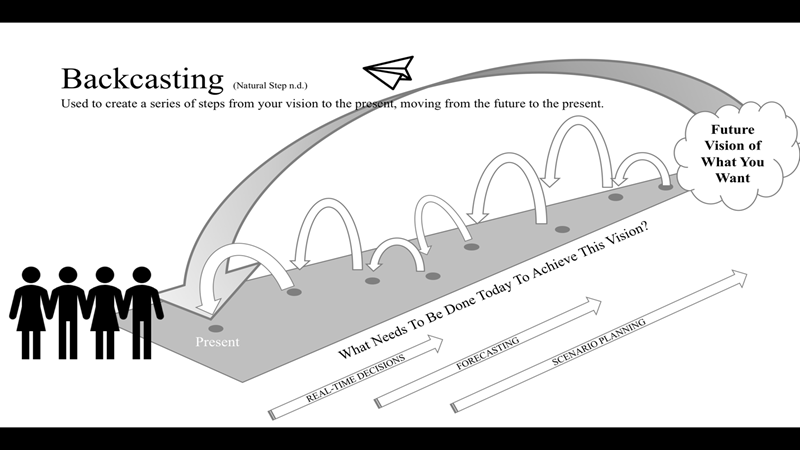 Backcasting (Natural Step n.d.)
Used to create a series of steps from your vision to the present, moving from the future to the present.
Future
Vision of
What You
Want
What Needs To Be Done Today To Achieve This Vision?
Present
REAL-TIME DECISIONS
FORECASTING
SCENARIO PLANNING